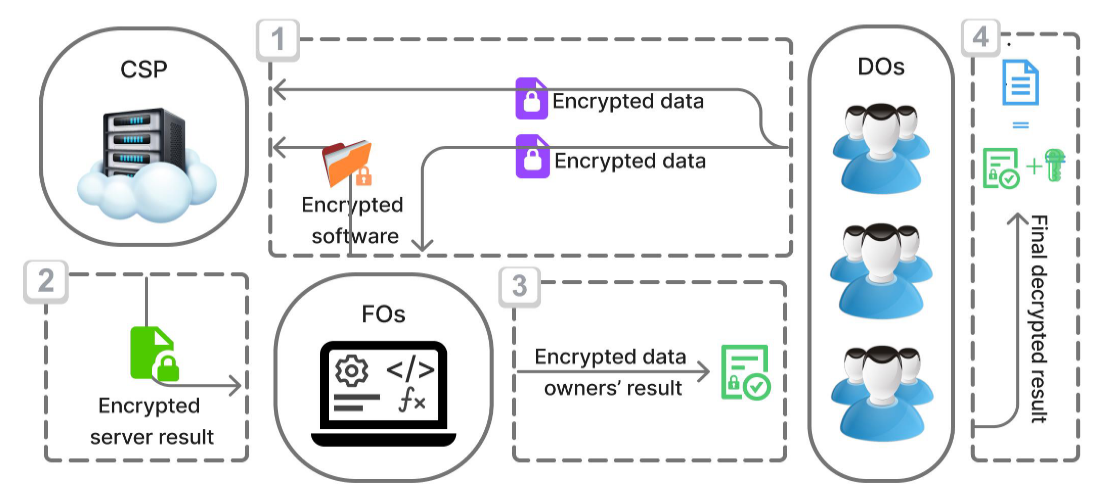 CSP
1
Encrypted data
Encrypted data
Encrypted
software
DOs
4
=
+
Final decrypted result
2
Encrypted
server result
FOs
</>
ƒx
3
Encrypted data
owners’ result